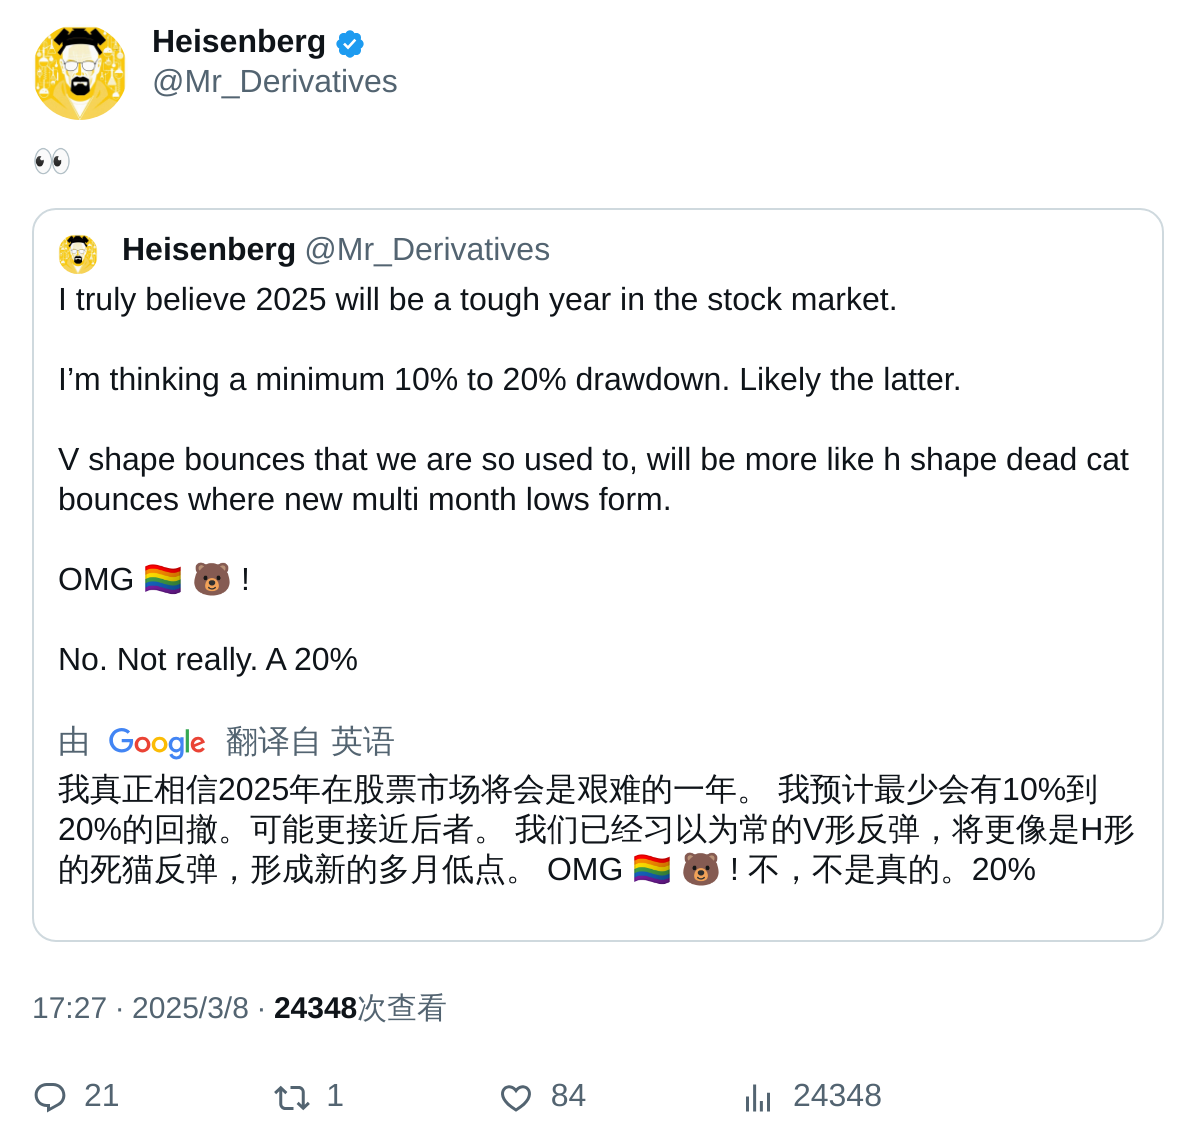 Heisenberg
@Mr_Derivatives
👀
Heisenberg @Mr_Derivatives
I truly believe 2025 will be a tough year in the stock market.
I’m thinking a minimum 10% to 20% drawdown. Likely the latter.
V shape bounces that we are so used to, will be more like h shape dead cat
bounces where new multi month lows form.
OMG 🏳️‍🌈 🐻 !
No. Not really. A 20%
由 Google 翻译自 英语
我真正相信2025年在股票市场将会是艰难的一年。 我预计最少会有10%到
20%的回撤。可能更接近后者。 我们已经习以为常的V形反弹，将更像是H形
的死猫反弹，形成新的多月低点。 OMG 🏳️‍🌈 🐻 ! 不，不是真的。20%
17:27 · 2025/3/8 · 24348次查看
21 1 84 24348